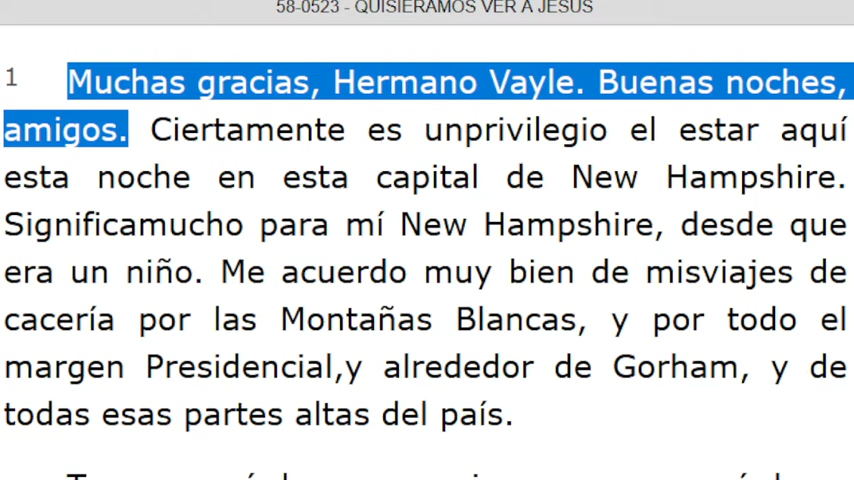 58-0523 - QUISIERAMOS VER A JESUS
1 Muchas gracias, Hermano Vayle. Buenas noches,
amigos. Ciertamente es unprivilegio el estar aquí
esta noche en esta capital de New Hampshire.
Significamucho para mí New Hampshire, desde que
era un niño. Me acuerdo muy bien de misviajes de
cacería por las Montañas Blancas, y por todo el
margen Presidencial,y alrededor de Gorham, y de
todas esas partes altas del país.